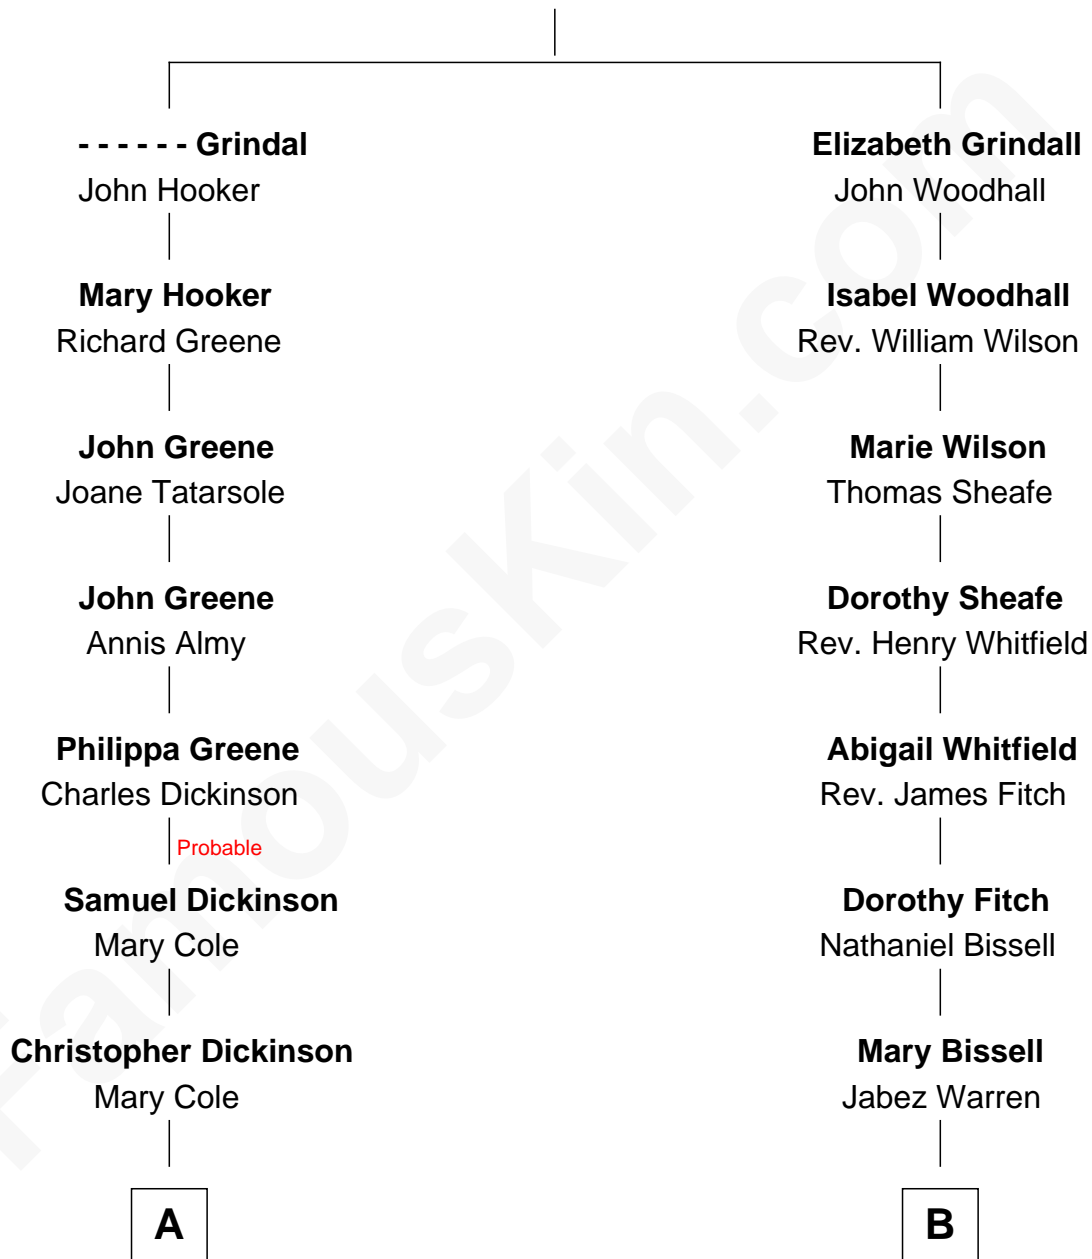 - - - - - - Grindal
John Hooker
Mary Hooker
Richard Greene
John Greene
Joane Tatarsole
John Greene
Annis Almy
Philippa Greene
Charles Dickinson
Probable
Samuel Dickinson
Mary Cole
Christopher Dickinson
Mary Cole
A
Elizabeth Grindall
John Woodhall
Isabel Woodhall
Rev. William Wilson
Marie Wilson
Thomas Sheafe
Dorothy Sheafe
Rev. Henry Whitfield
Abigail Whitfield
Rev. James Fitch
Dorothy Fitch
Nathaniel Bissell
Mary Bissell
Jabez Warren
B
FamousKin.com